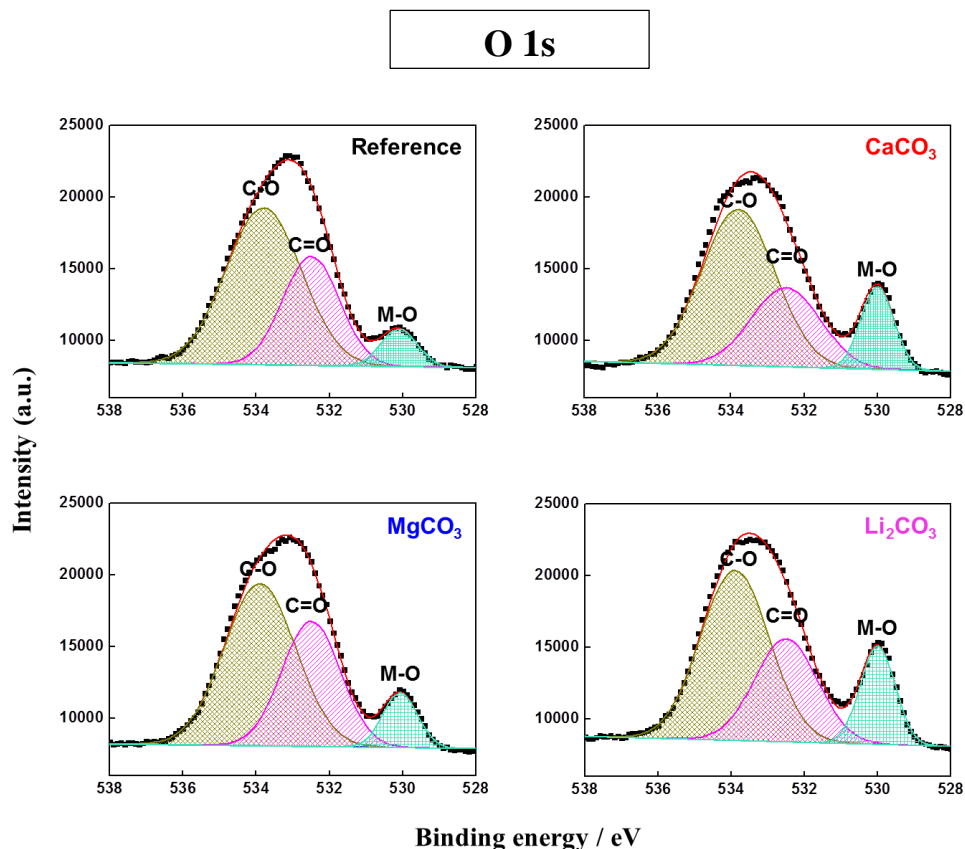 O 1s
Intensity (a.u.)
25000
20000
15000
10000
Reference
C-O
C=O
M-O
538 536 534 532 530 528
25000
20000
15000
10000
CaCO₃
C-O
C=O
M-O
538 536 534 532 530 528
25000
20000
15000
10000
MgCO₃
C-O
C=O
M-O
538 536 534 532 530 528
25000
20000
15000
10000
Li₂CO₃
C-O
C=O
M-O
538 536 534 532 530 528
Binding energy / eV